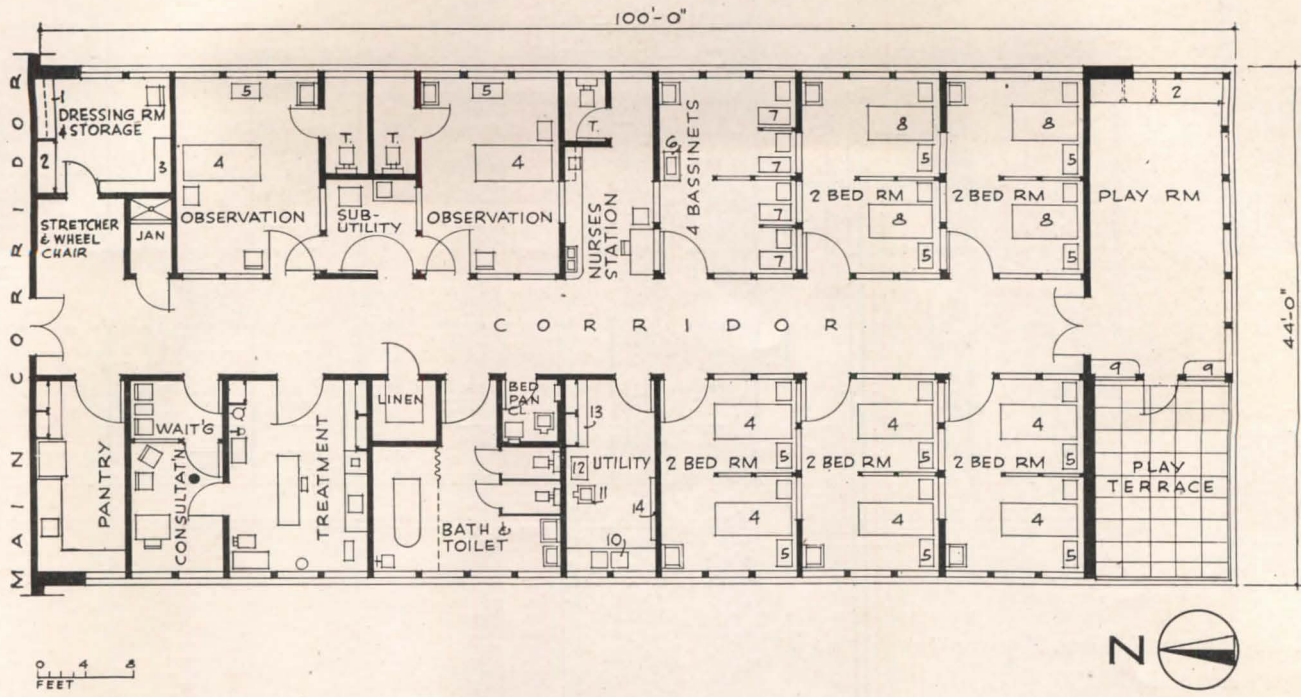 100'-0"
44'-0"
MAIN CORRIDOR
1
DRESSING RM
& STORAGE
2
3
STRETCHER
& WHEEL
CHAIR
JAN
5
4
OBSERVATION
T.
T.
SUB-
UTILITY
5
4
OBSERVATION
T.
NURSES
STATION
6
4 BASSINETS
7
7
7
7
8
5
2 BED RM
8
5
8
5
2 BED RM
8
5
2
PLAY RM
9
9
CORRIDOR
PANTRY
WAIT'G
CONSULTAT'N
TREATMENT
LINEN
BED
PAN
CL
BATH &
TOILET
13
12
UTILITY
11
14
10
4
5
2 BED RM
4
5
4
5
2 BED RM
4
5
4
5
2 BED RM
4
5
PLAY
TERRACE
0 4 8
FEET
N